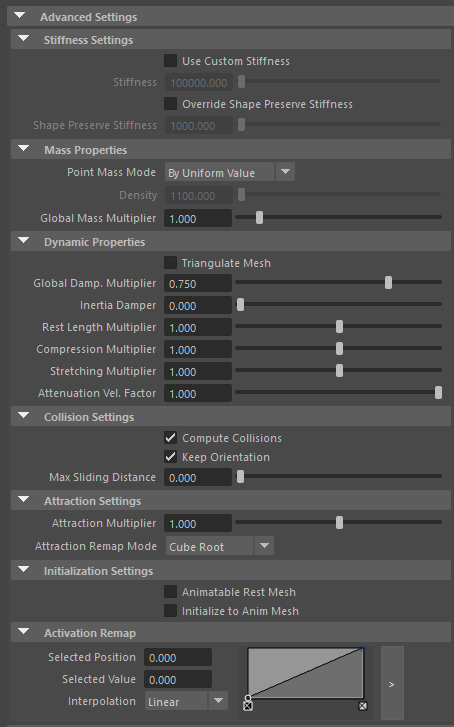 Advanced Settings
Stiffness Settings
Use Custom Stiffness
Stiffness 100000.000
Override Shape Preserve Stiffness
Shape Preserve Stiffness 1000.000
Mass Properties
Point Mass Mode By Uniform Value
Density 1100.000
Global Mass Multiplier 1.000
Dynamic Properties
Triangulate Mesh
Global Damp. Multiplier 0.750
Inertia Damper 0.000
Rest Length Multiplier 1.000
Compression Multiplier 1.000
Stretching Multiplier 1.000
Attenuation Vel. Factor 1.000
Collision Settings
Compute Collisions
Keep Orientation
Max Sliding Distance 0.000
Attraction Settings
Attraction Multiplier 1.000
Attraction Remap Mode Cube Root
Initialization Settings
Animatable Rest Mesh
Initialize to Anim Mesh
Activation Remap
Selected Position 0.000
Selected Value 0.000
Interpolation Linear >